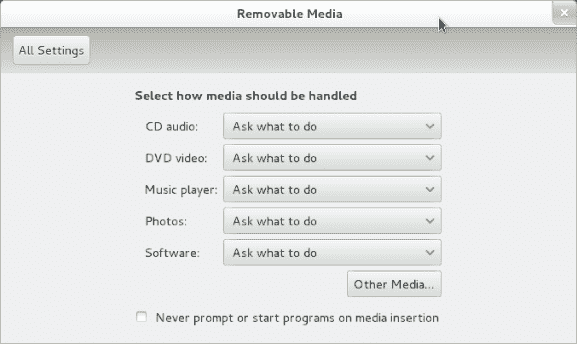 Removable Media
All Settings
Select how media should be handled
CD audio: Ask what to do
DVD video: Ask what to do
Music player: Ask what to do
Photos: Ask what to do
Software: Ask what to do
Other Media...
Never prompt or start programs on media insertion